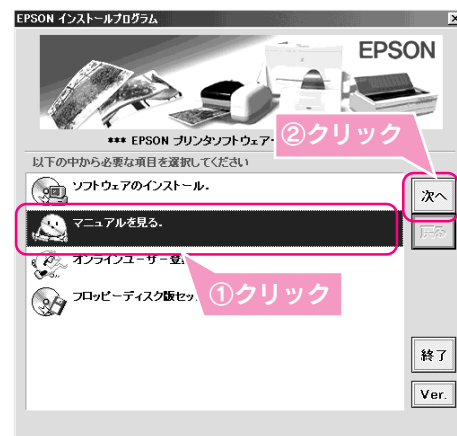 EPSON インストールプログラム
EPSON
*** EPSON プリンタソフトウェア
②クリック
以下の中から必要な項目を選択してください
ソフトウェアのインストール.
次へ
マニュアルを見る.
戻る
オンラインユーザー登
①クリック
フロッピーディスク版セッ
終了
Ver.